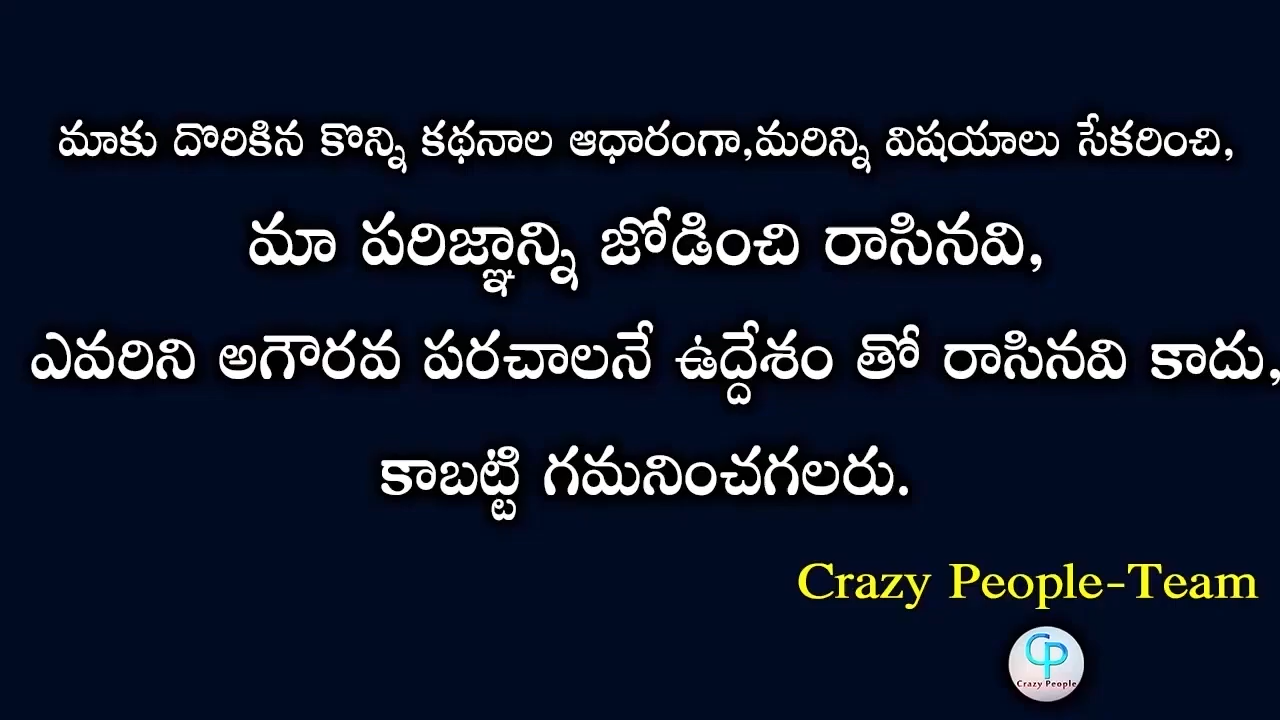 మాకు దొరికిన కొన్ని కథనాల ఆధారంగా,మరిన్ని విషయాలు సేకరించి,
మా పరిజ్ఞాన్ని జోడించి రాసినవి,
ఎవరిని అగౌరవ పరచాలనే ఉద్దేశం తో రాసినవి కాదు,
కాబట్టి గమనించగలరు.
Crazy People-Team
CP
Crazy People